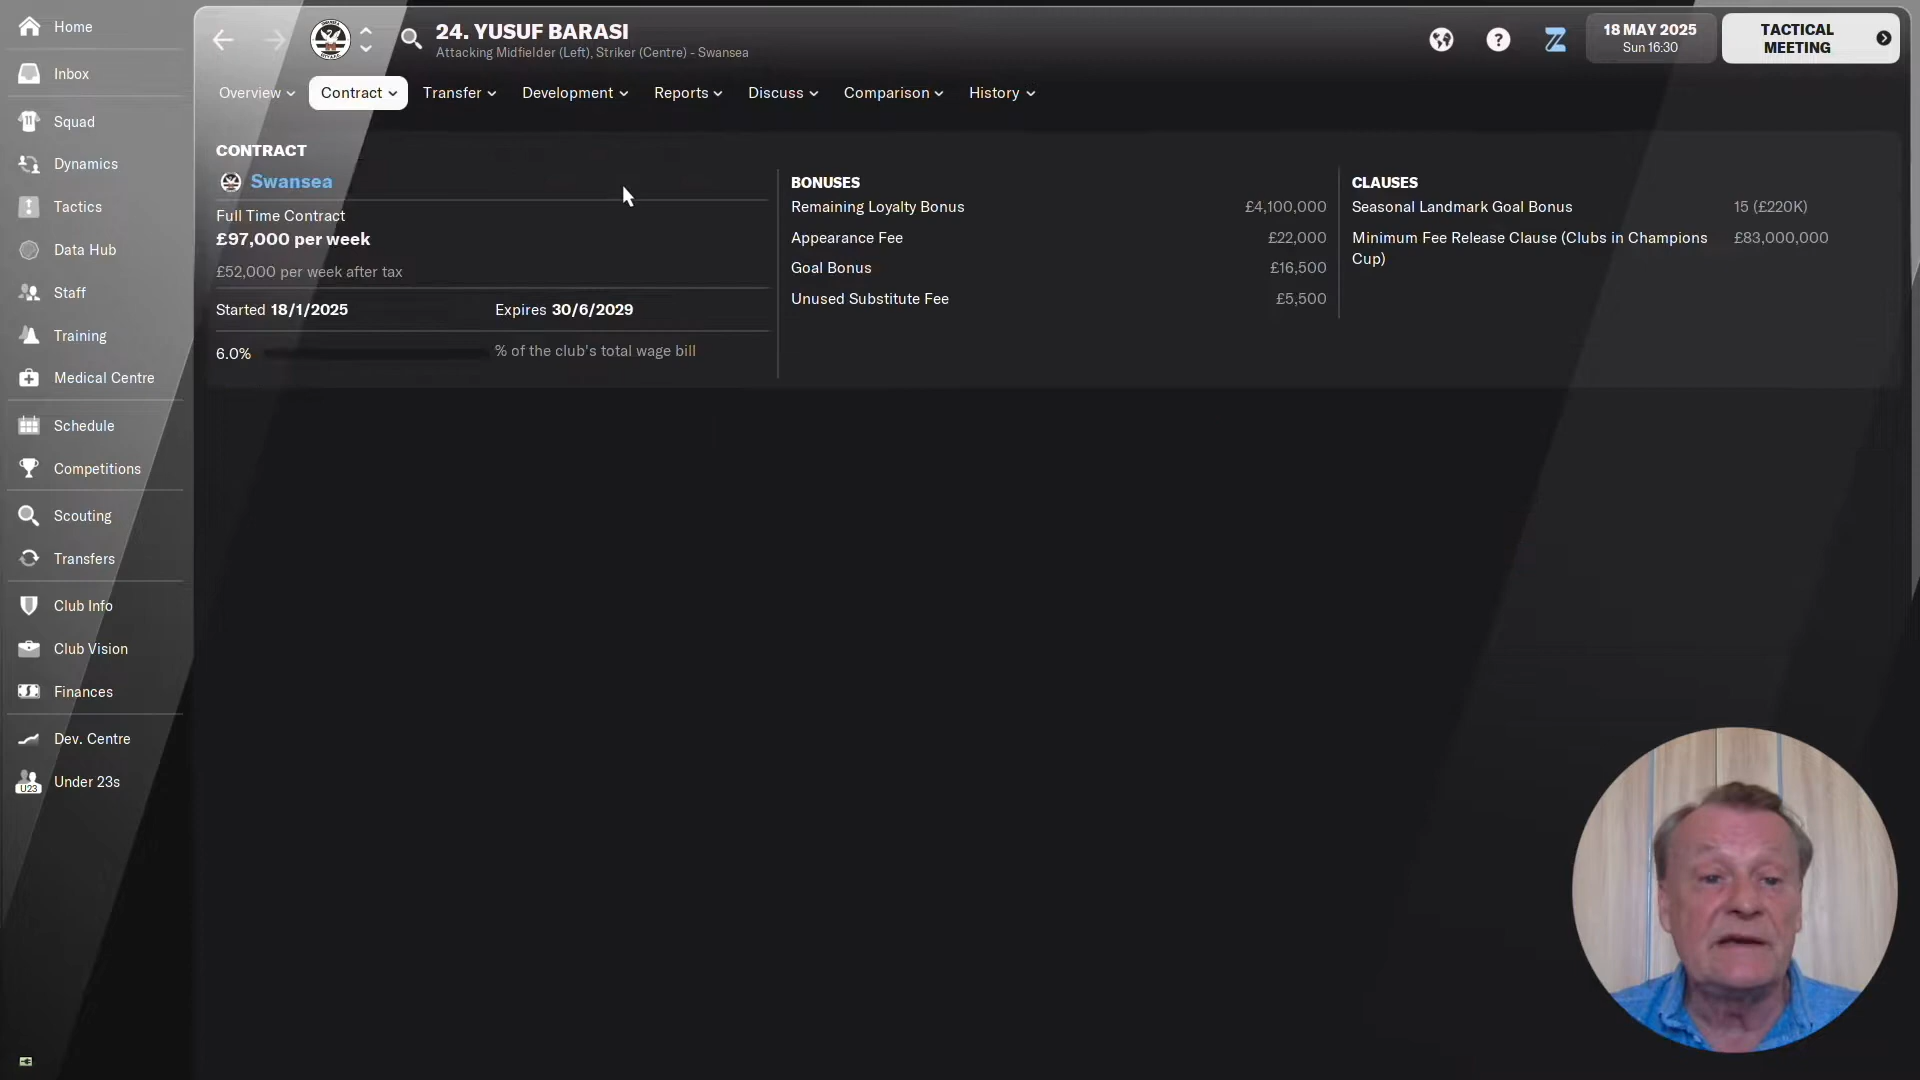 Home
Inbox
Squad
Dynamics
Tactics
Data Hub
Staff
Training
Medical Centre
Schedule
Competitions
Scouting
Transfers
Club Info
Club Vision
Finances
Dev. Centre
U23
Under 23s
24. YUSUF BARASI
Attacking Midfielder (Left), Striker (Centre) - Swansea
18 MAY 2025
Sun 16:30
TACTICAL
MEETING
Overview
Contract
Transfer
Development
Reports
Discuss
Comparison
History
CONTRACT
Swansea
Full Time Contract
£97,000 per week
£52,000 per week after tax
Started 18/1/2025
Expires 30/6/2029
6.0%
% of the club's total wage bill
BONUSES
Remaining Loyalty Bonus £4,100,000
Appearance Fee £22,000
Goal Bonus £16,500
Unused Substitute Fee £5,500
CLAUSES
Seasonal Landmark Goal Bonus 15 (£220K)
Minimum Fee Release Clause (Clubs in Champions £83,000,000
Cup)